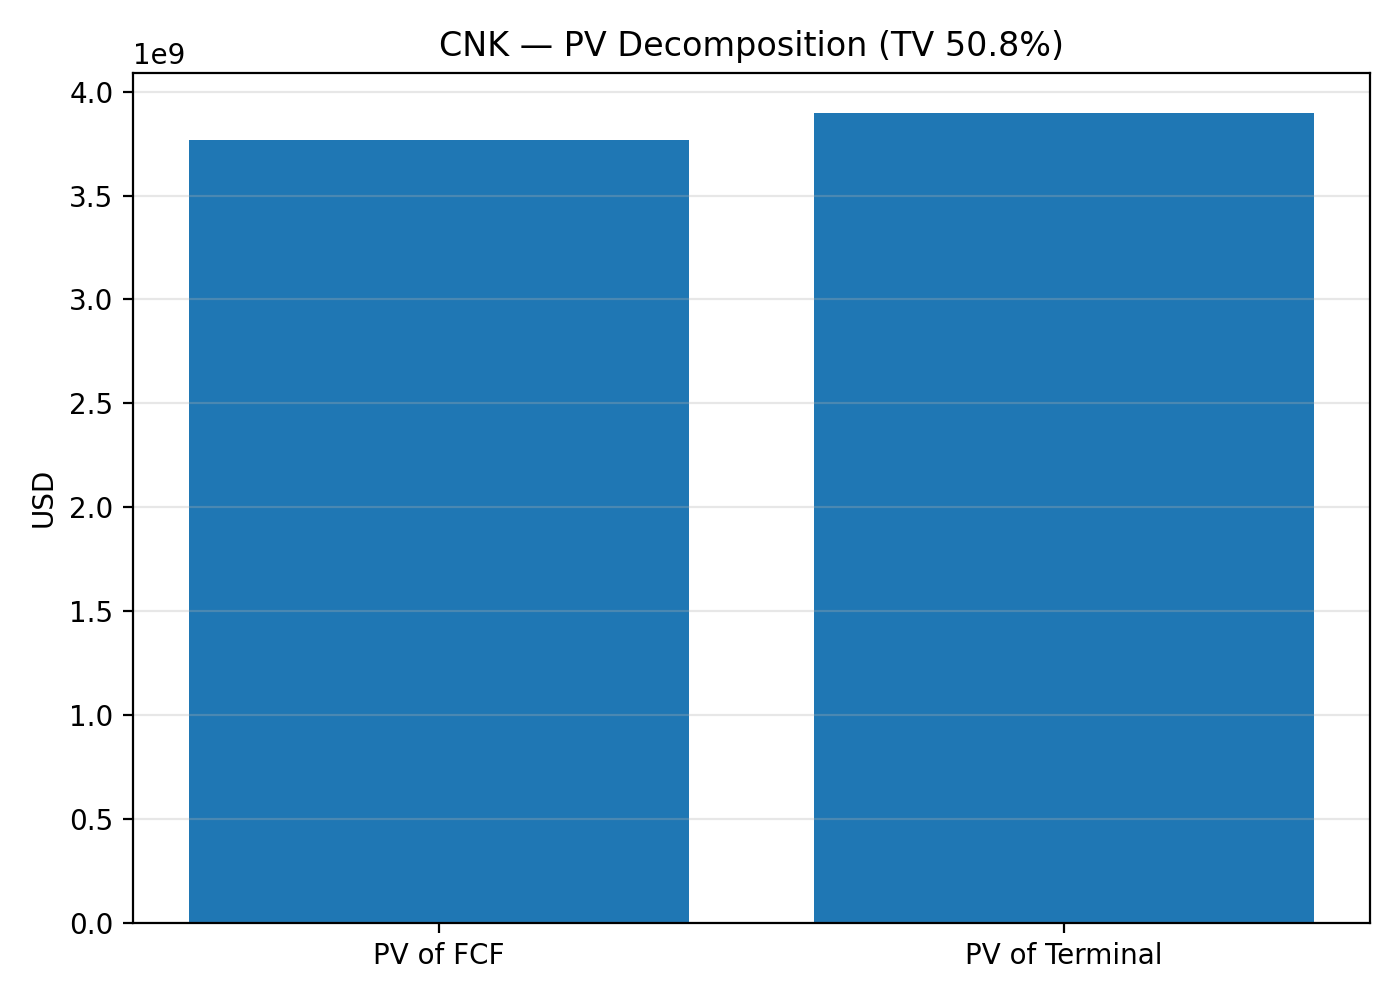 CNK — PV Decomposition (TV 50.8%)
1e9
4.0
3.5
3.0
2.5
2.0
1.5
1.0
0.5
0.0
USD
PV of FCF
PV of Terminal